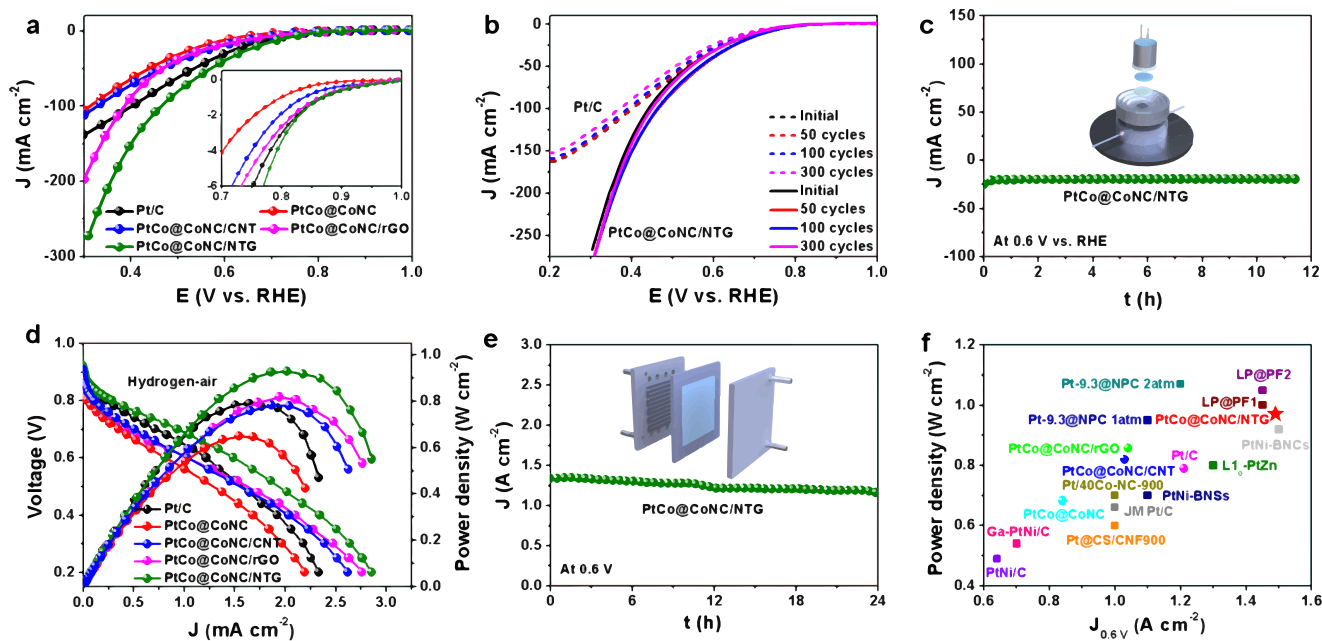 a
J (mA cm-2)
0
-50
-100
-150
-200
-250
-300
0
-2
-4
-6
0.7
0.8
0.9
1.0
Pt/C
PtCo@CoNC
PtCo@CoNC/CNT
PtCo@CoNC/rGO
PtCo@CoNC/NTG
0.4
0.6
0.8
1.0
E (V vs. RHE)
b
J (mA cm-2)
0
-50
-100
-150
-200
-250
Pt/C
Initial
50 cycles
100 cycles
300 cycles
Initial
50 cycles
100 cycles
300 cycles
PtCo@CoNC/NTG
0.2
0.4
0.6
0.8
1.0
E (V vs. RHE)
c
J (mA cm-2)
150
100
50
0
-50
-100
PtCo@CoNC/NTG
At 0.6 V vs. RHE
0
2
4
6
8
10
12
t (h)
d
Voltage (V)
1.0
0.9
0.8
0.7
0.6
0.5
0.4
0.3
0.2
Hydrogen-air
Pt/C
PtCo@CoNC
PtCo@CoNC/CNT
PtCo@CoNC/rGO
PtCo@CoNC/NTG
1.0
0.8
0.6
0.4
0.2
0.0
Power density (W cm-2)
0.0
0.5
1.0
1.5
2.0
2.5
3.0
J (mA cm-2)
e
J (A cm-2)
3.0
2.5
2.0
1.5
1.0
0.5
0.0
PtCo@CoNC/NTG
At 0.6 V
0
6
12
18
24
t (h)
f
Power density (W cm-2)
1.2
1.0
0.8
0.6
0.4
LP@PF2
Pt-9.3@NPC 2atm
LP@PF1
Pt-9.3@NPC 1atm
PtCo@CoNC/NTG
PtNi-BNCs
PtCo@CoNC/rGO
Pt/C
L10-PtZn
PtCo@CoNC/CNT
Pt/40Co-NC-900
PtNi-BNSs
PtCo@CoNC
JM Pt/C
Ga-PtNi/C
Pt@CS/CNF900
PtNi/C
0.6
0.8
1.0
1.2
1.4
1.6
J0.6 V (A cm-2)